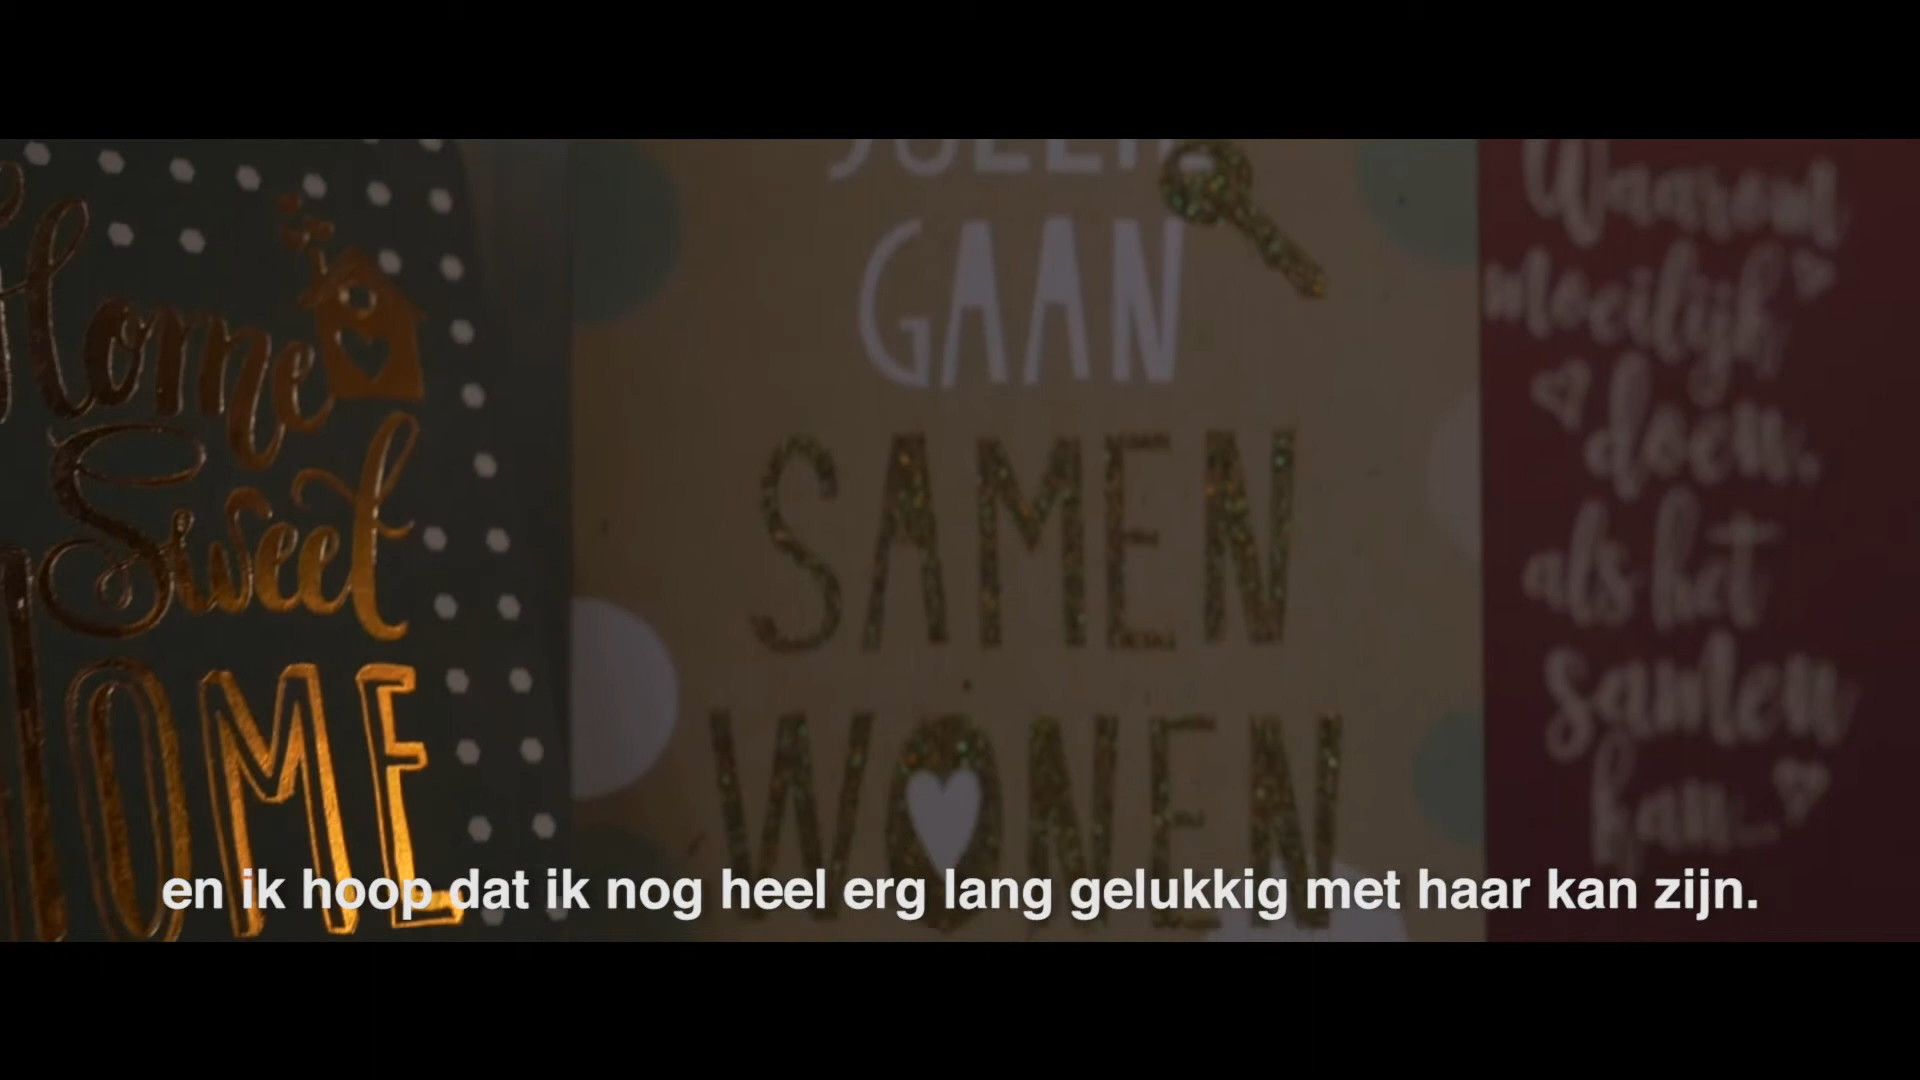 Home
Sweet
HOME
JULLIE
GAAN
SAMEN
WONEN
Waarom
moeilijk
doen,
als het
samen
kan...
en ik hoop dat ik nog heel erg lang gelukkig met haar kan zijn.